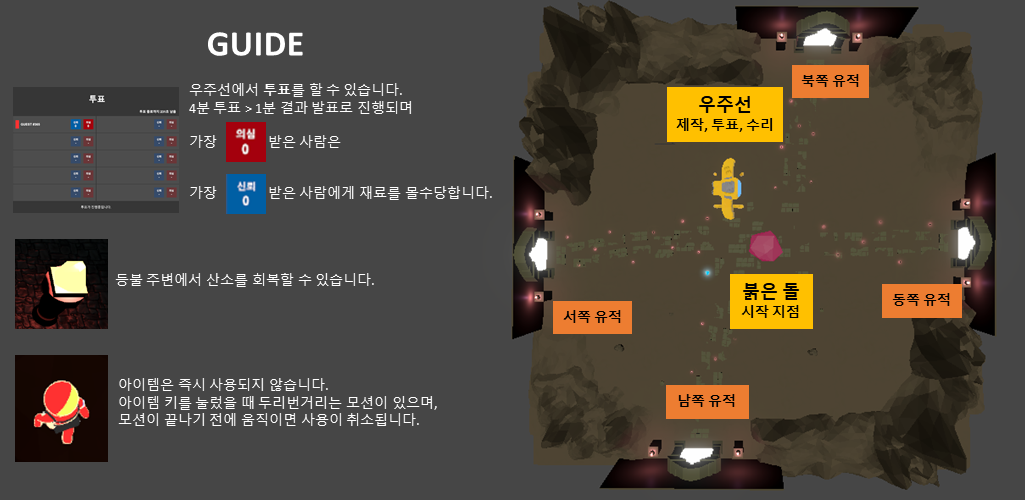 GUIDE
투표
우주선에서 투표를 할 수 있습니다.
4분 투표 > 1분 결과 발표로 진행되며
가장 의심 0 받은 사람은
가장 신뢰 0 받은 사람에게 재료를 몰수당합니다.
등불 주변에서 산소를 회복할 수 있습니다.
아이템은 즉시 사용되지 않습니다.
아이템 키를 눌렀을 때 두리번거리는 모션이 있으며,
모션이 끝나기 전에 움직이면 사용이 취소됩니다.
북쪽 유적
우주선
제작, 투표, 수리
붉은 돌
시작 지점
서쪽 유적
동쪽 유적
남쪽 유적